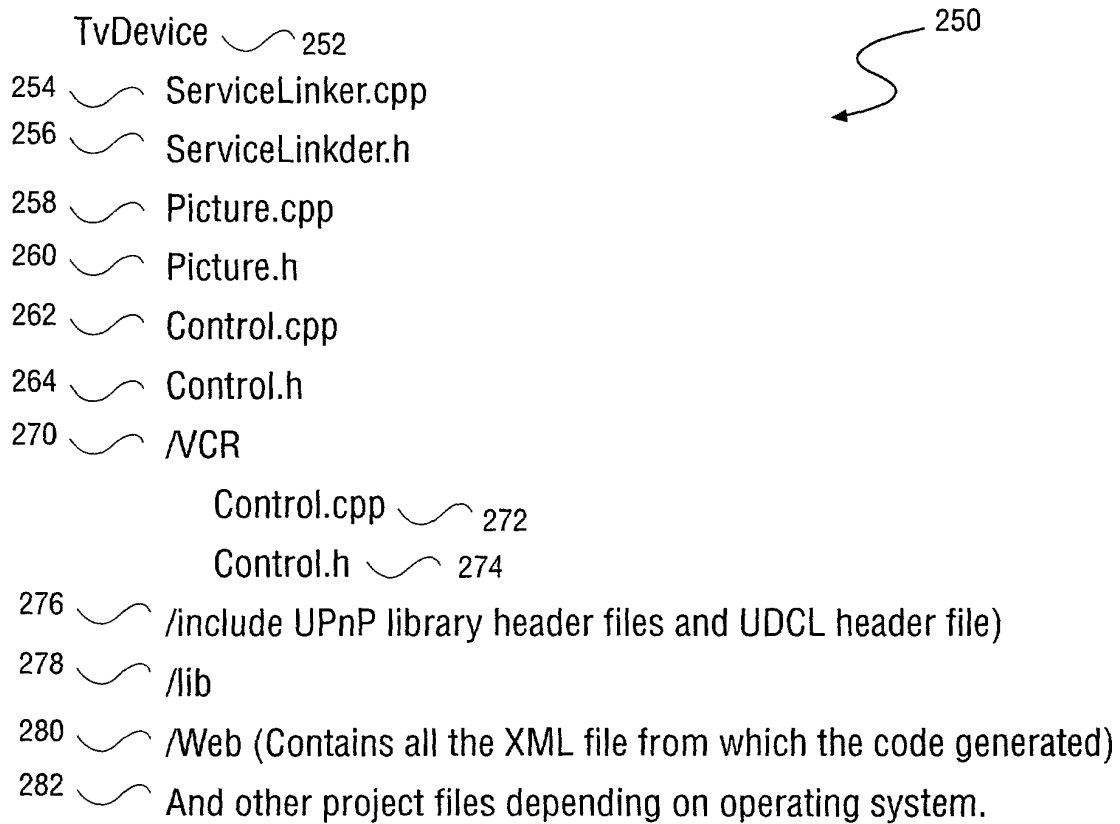 TvDevice 252
250
254 ServiceLinker.cpp
256 ServiceLinkder.h
258 Picture.cpp
260 Picture.h
262 Control.cpp
264 Control.h
270 /VCR
Control.cpp 272
Control.h 274
276 /include UPnP library header files and UDCL header file)
278 /lib
280 /Web (Contains all the XML file from which the code generated)
282 And other project files depending on operating system.